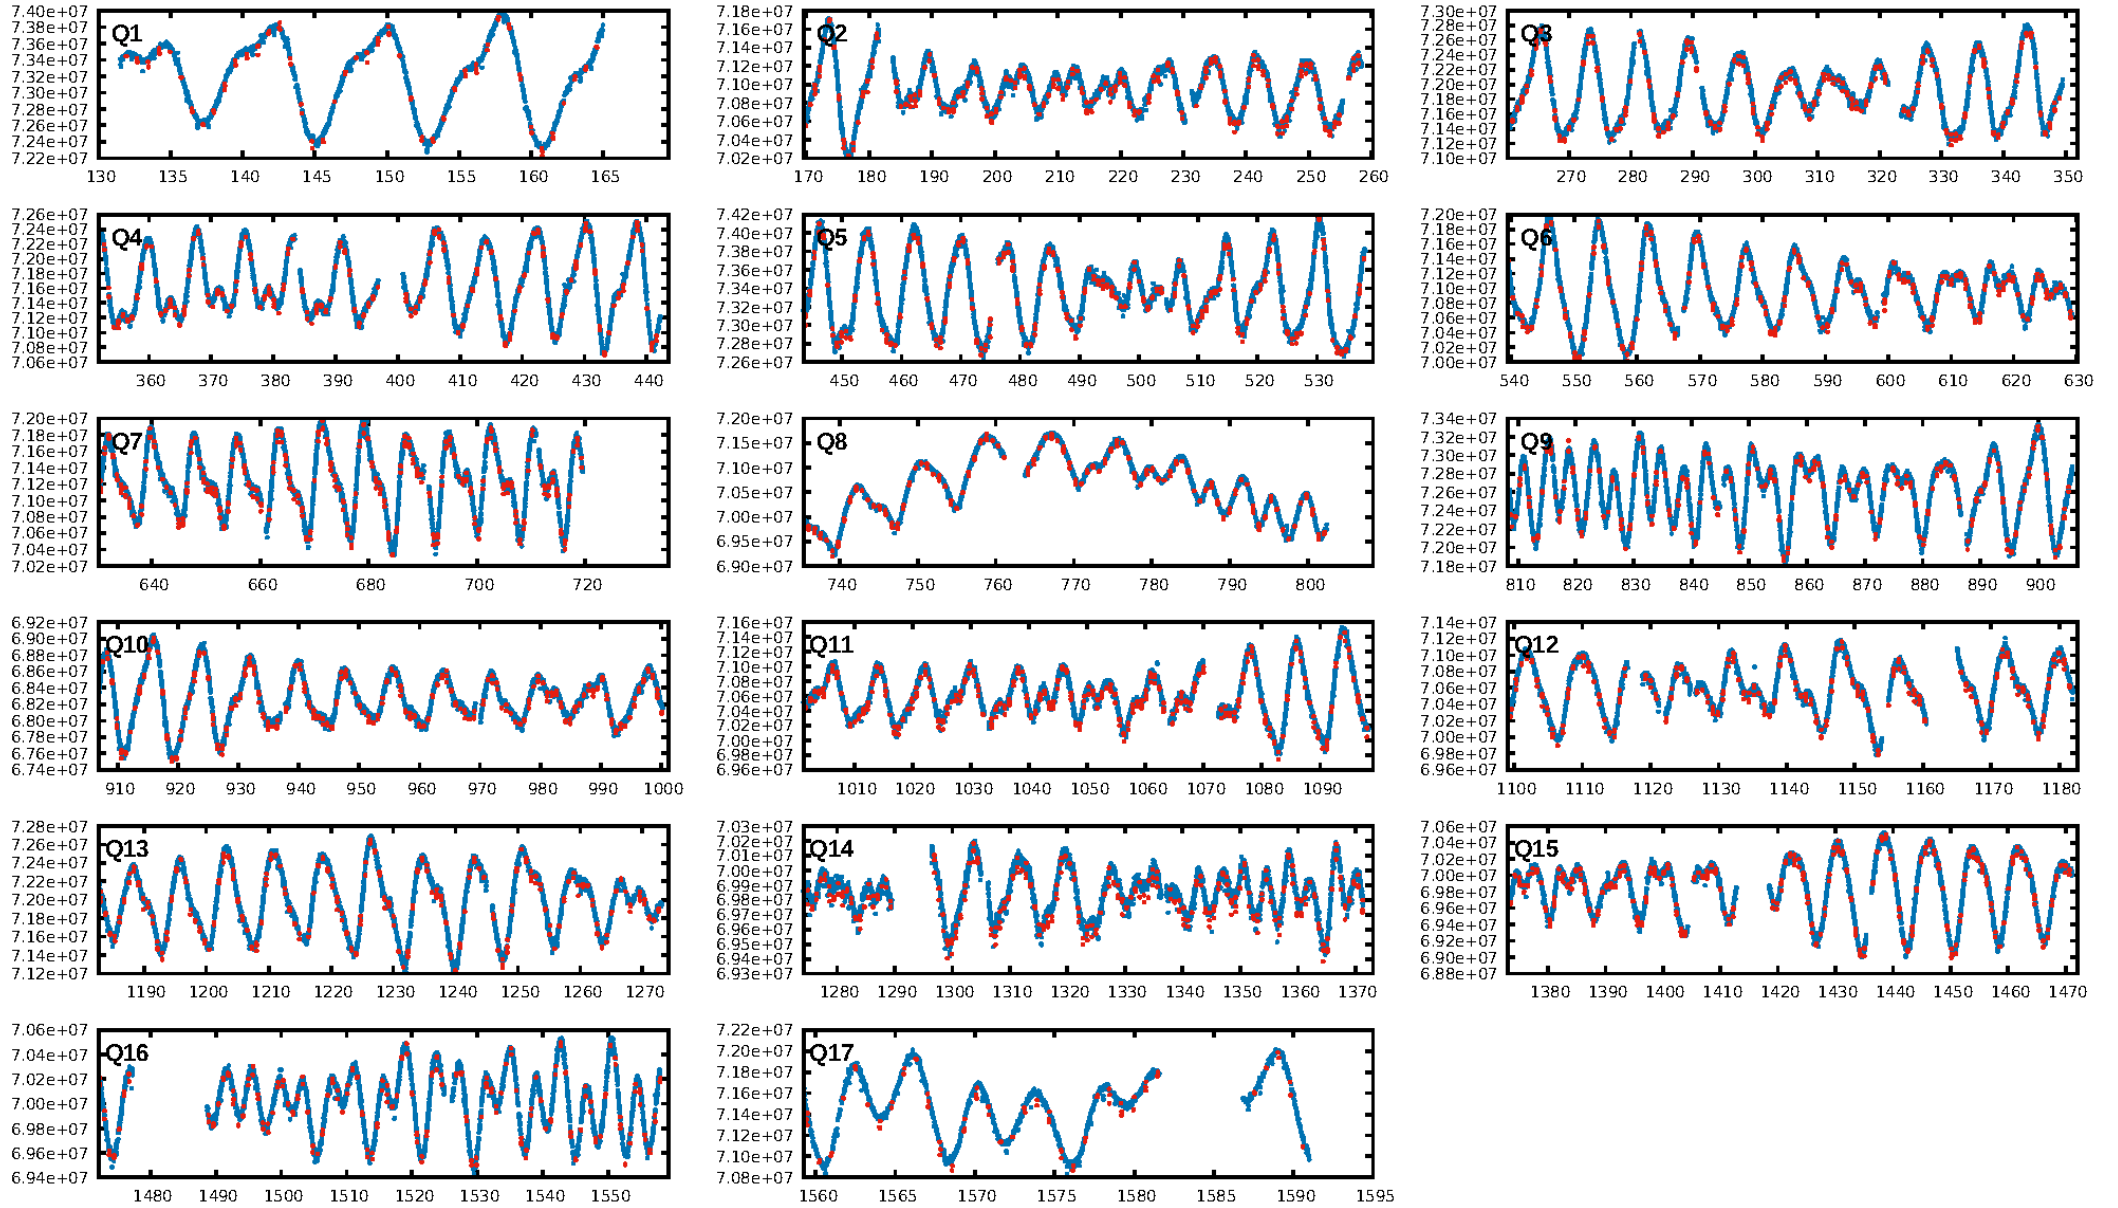 7.40e+07 7.38e+07 7.36e+07 7.34e+07 7.32e+07 7.30e+07 7.28e+07 7.26e+07 7.24e+07 7.22e+07
Q1
130 135 140 145 150 155 160 165
7.18e+07 7.16e+07 7.14e+07 7.12e+07 7.10e+07 7.08e+07 7.06e+07 7.04e+07 7.02e+07
Q2
170 180 190 200 210 220 230 240 250 260
7.30e+07 7.28e+07 7.26e+07 7.24e+07 7.22e+07 7.20e+07 7.18e+07 7.16e+07 7.14e+07 7.12e+07 7.10e+07
Q3
270 280 290 300 310 320 330 340 350
7.26e+07 7.24e+07 7.22e+07 7.20e+07 7.18e+07 7.16e+07 7.14e+07 7.12e+07 7.10e+07 7.08e+07 7.06e+07
Q4
360 370 380 390 400 410 420 430 440
7.42e+07 7.40e+07 7.38e+07 7.36e+07 7.34e+07 7.32e+07 7.30e+07 7.28e+07 7.26e+07
Q5
450 460 470 480 490 500 510 520 530
7.20e+07 7.18e+07 7.16e+07 7.14e+07 7.12e+07 7.10e+07 7.08e+07 7.06e+07 7.04e+07 7.02e+07 7.00e+07
Q6
540 550 560 570 580 590 600 610 620 630
7.20e+07 7.18e+07 7.16e+07 7.14e+07 7.12e+07 7.10e+07 7.08e+07 7.06e+07 7.04e+07 7.02e+07
Q7
640 660 680 700 720
7.20e+07 7.15e+07 7.10e+07 7.05e+07 7.00e+07 6.95e+07 6.90e+07
Q8
740 750 760 770 780 790 800
7.34e+07 7.32e+07 7.30e+07 7.28e+07 7.26e+07 7.24e+07 7.22e+07 7.20e+07 7.18e+07
Q9
810 820 830 840 850 860 870 880 890 900
6.92e+07 6.90e+07 6.88e+07 6.86e+07 6.84e+07 6.82e+07 6.80e+07 6.78e+07 6.76e+07 6.74e+07
Q10
910 920 930 940 950 960 970 980 990 1000
7.16e+07 7.14e+07 7.12e+07 7.10e+07 7.08e+07 7.06e+07 7.04e+07 7.02e+07 7.00e+07 6.98e+07 6.96e+07
Q11
1010 1020 1030 1040 1050 1060 1070 1080 1090
7.14e+07 7.12e+07 7.10e+07 7.08e+07 7.06e+07 7.04e+07 7.02e+07 7.00e+07 6.98e+07 6.96e+07
Q12
1100 1110 1120 1130 1140 1150 1160 1170 1180
7.28e+07 7.26e+07 7.24e+07 7.22e+07 7.20e+07 7.18e+07 7.16e+07 7.14e+07 7.12e+07
Q13
1190 1200 1210 1220 1230 1240 1250 1260 1270
7.03e+07 7.02e+07 7.01e+07 7.00e+07 6.99e+07 6.98e+07 6.97e+07 6.96e+07 6.95e+07 6.94e+07 6.93e+07
Q14
1280 1290 1300 1310 1320 1330 1340 1350 1360 1370
7.06e+07 7.04e+07 7.02e+07 7.00e+07 6.98e+07 6.96e+07 6.94e+07 6.92e+07 6.90e+07 6.88e+07
Q15
1380 1390 1400 1410 1420 1430 1440 1450 1460 1470
7.06e+07 7.04e+07 7.02e+07 7.00e+07 6.98e+07 6.96e+07 6.94e+07
Q16
1480 1490 1500 1510 1520 1530 1540 1550
7.22e+07 7.20e+07 7.18e+07 7.16e+07 7.14e+07 7.12e+07 7.10e+07 7.08e+07
Q17
1560 1565 1570 1575 1580 1585 1590 1595